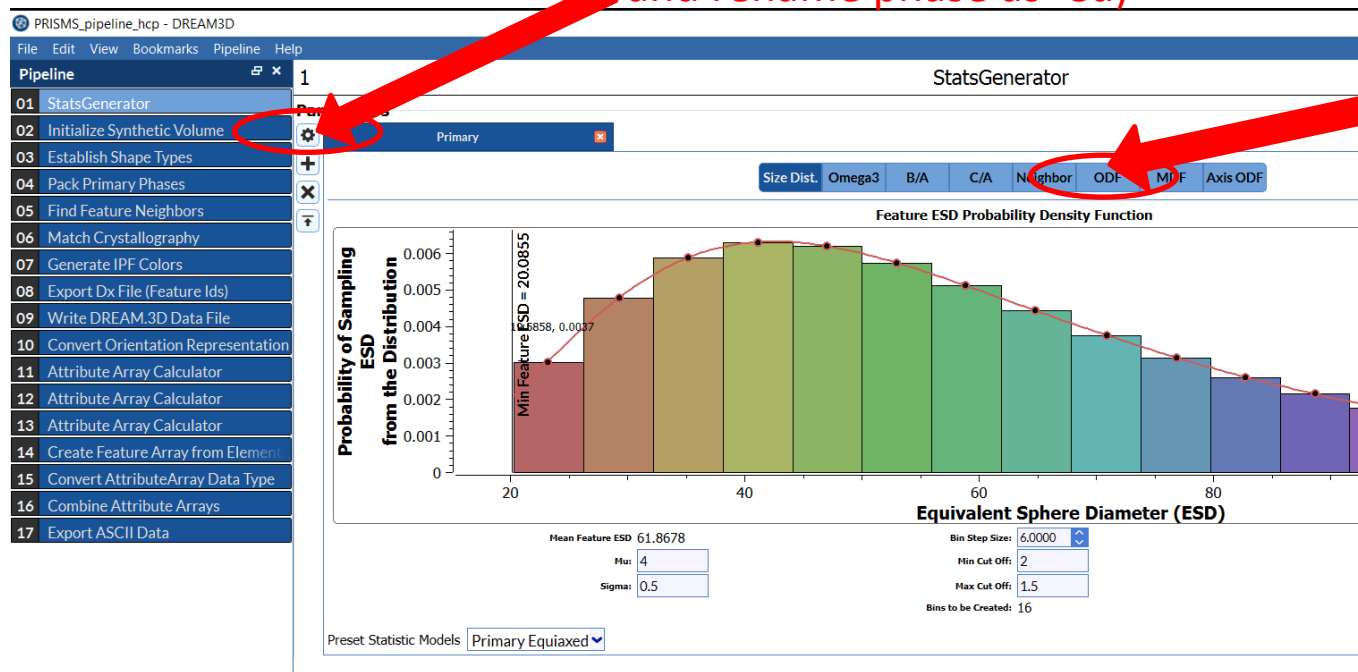 and rename phase as
PRISMS_pipeline_hcp - DREAM3D
File Edit View Bookmarks Pipeline Help
Pipeline
01 StatsGenerator
02 Initialize Synthetic Volume
03 Establish Shape Types
04 Pack Primary Phases
05 Find Feature Neighbors
06 Match Crystallography
07 Generate IPF Colors
08 Export Dx File (Feature Ids)
09 Write DREAM.3D Data File
10 Convert Orientation Representation
11 Attribute Array Calculator
12 Attribute Array Calculator
13 Attribute Array Calculator
14 Create Feature Array from Element
15 Convert AttributeArray Data Type
16 Combine Attribute Arrays
17 Export ASCII Data
1 StatsGenerator
Primary
Size Dist. Omega3 B/A C/A Neighbor ODF MDF Axis ODF
Feature ESD Probability Density Function
Probability of Sampling
ESD
from the Distribution
0.006
0.005
0.004
0.003
0.002
0.001
0
Min Feature ESD = 20.0855
20 40 60 80
Equivalent Sphere Diameter (ESD)
Mean Feature ESD 61.8678
Mu: 4
Sigma: 0.5
Bin Step Size: 6.0000
Min Cut Off: 2
Max Cut Off: 1.5
Bins to be Created: 16
Preset Statistic Models Primary Equiaxed